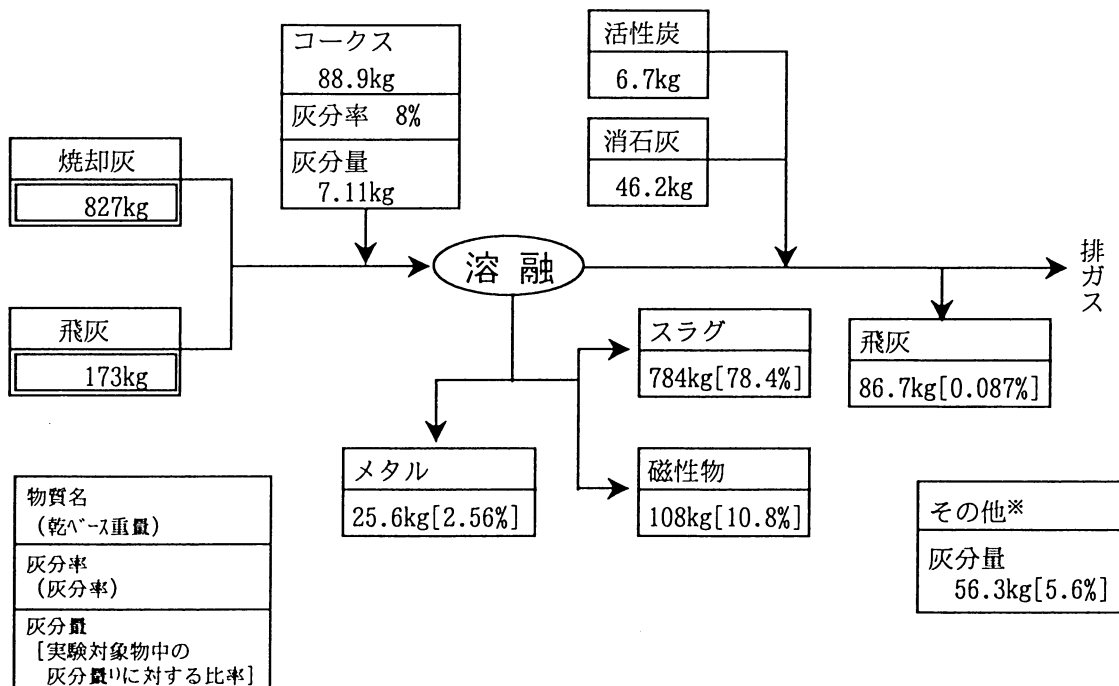 コークス
88.9kg
灰分率 8%
灰分量
7.11kg
活性炭
6.7kg
消石灰
46.2kg
焼却灰
827kg
飛灰
173kg
溶融
排ガス
スラグ
784kg[78.4%]
飛灰
86.7kg[0.087%]
メタル
25.6kg[2.56%]
磁性物
108kg[10.8%]
その他※
灰分量
56.3kg[5.6%]
物質名
(乾ベース重量)
灰分率
(灰分率)
灰分量
[実験対象物中の
灰分量りに対する比率]